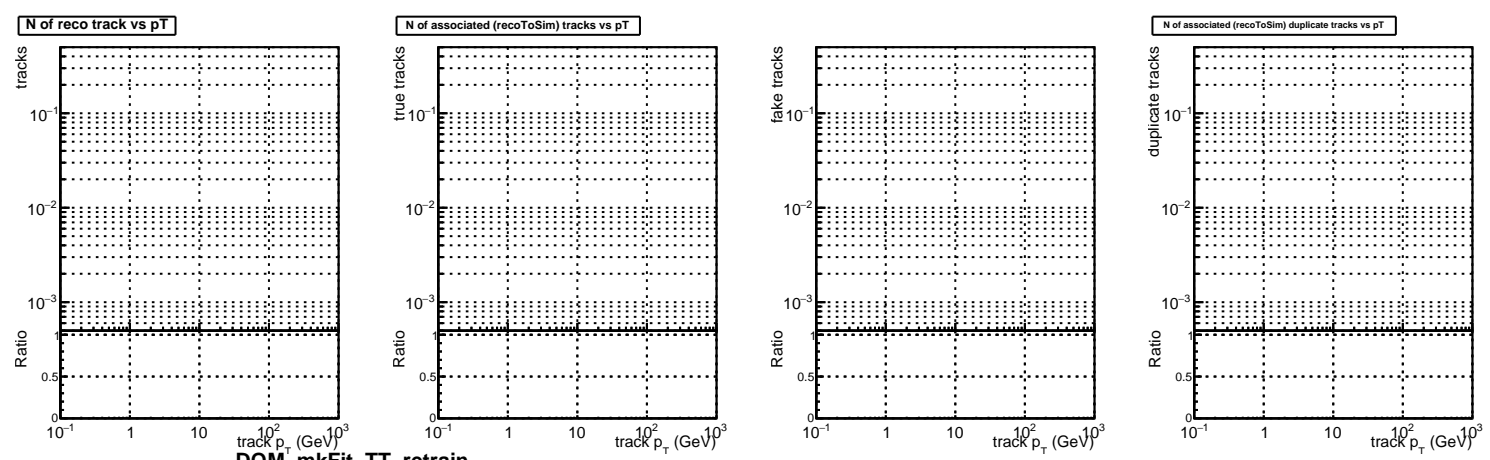 N of reco track vs pT
tracks
10⁻¹
10⁻²
10⁻³
Ratio
1
0.5
0
10⁻¹ 1 10 10² 10³
track p_T (GeV)
N of associated (recoToSim) tracks vs pT
true tracks
10⁻¹
10⁻²
10⁻³
Ratio
1
0.5
0
10⁻¹ 1 10 10² 10³
track p_T (GeV)
fake tracks
10⁻¹
10⁻²
10⁻³
Ratio
1
0.5
0
10⁻¹ 1 10 10² 10³
track p_T (GeV)
N of associated (recoToSim) duplicate tracks vs pT
duplicate tracks
10⁻¹
10⁻²
10⁻³
Ratio
1
0.5
0
10⁻¹ 1 10 10² 10³
track p_T (GeV)